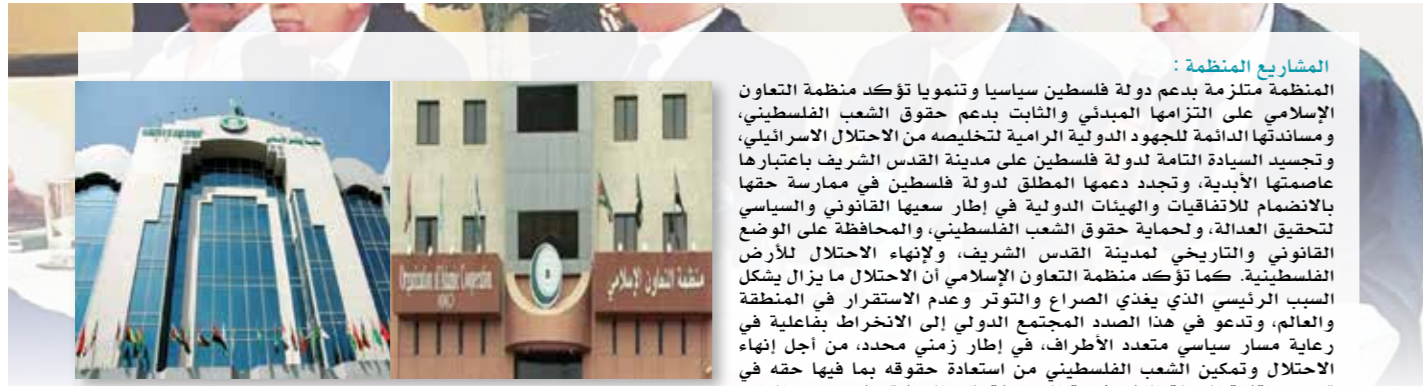 المشاريع المنظمة :
المنظمة متلزمة بدعم دولة فلسطين سياسيا وتنمويا تؤكد منظمة التعاون
الإسلامي على التزامها المبدئي والثابت بدعم حقوق الشعب الفلسطيني،
ومساندتها الدائمة للجهود الدولية الرامية لتخليصه من الاحتلال الاسرائيلي،
وتجسيد السيادة التامة لدولة فلسطين على مدينة القدس الشريف باعتبارها
عاصمتها الأبدية، وتجدد دعمها المطلق لدولة فلسطين في ممارسة حقها
بالانضمام للاتفاقيات والهيئات الدولية في إطار سعيها القانوني والسياسي
لتحقيق العدالة، ولحماية حقوق الشعب الفلسطيني، والمحافظة على الوضع
القانوني والتاريخي لمدينة القدس الشريف، ولإنهاء الاحتلال للأرض
الفلسطينية. كما تؤكد منظمة التعاون الإسلامي أن الاحتلال ما يزال يشكل
السبب الرئيسي الذي يغذي الصراع والتوتر وعدم الاستقرار في المنطقة
والعالم، وتدعو في هذا الصدد المجتمع الدولي إلى الانخراط بفاعلية في
رعاية مسار سياسي متعدد الأطراف، في إطار زمني محدد، من أجل إنهاء
الاحتلال وتمكين الشعب الفلسطيني من استعادة حقوقه بما فيها حقه في
منظمة التعاون الإسلامي
Organization of Islamic Cooperation
(OIC)